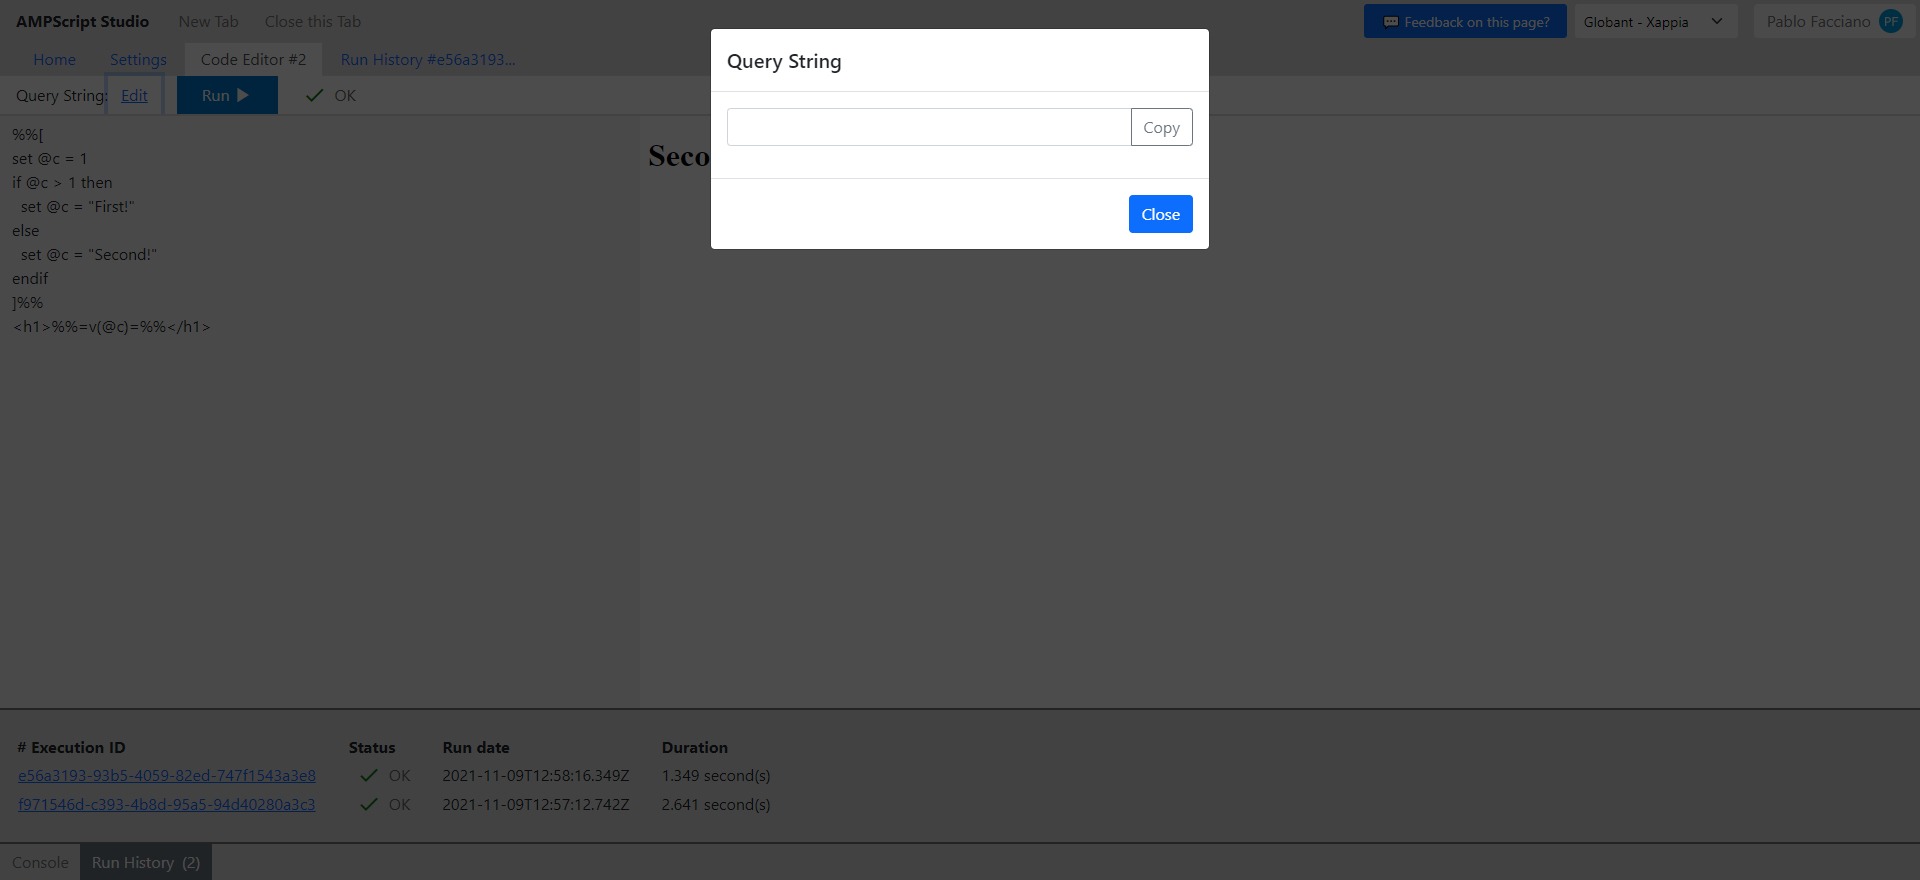 AMPScript Studio New Tab Close this Tab Feedback on this page? Globant - Xappia Pablo Facciano PF
Home Settings Code Editor #2 Run History #e56a3193...
Query String: Edit Run OK
Query String
Copy
Close
%%[
set @c = 1
if @c > 1 then
  set @c = "First!"
else
  set @c = "Second!"
endif
]%%
<h1>%%=v(@c)=%%</h1>
Seco
# Execution ID Status Run date Duration
e56a3193-93b5-4059-82ed-747f1543a3e8 OK 2021-11-09T12:58:16.349Z 1.349 second(s)
f971546d-c393-4b8d-95a5-94d40280a3c3 OK 2021-11-09T12:57:12.742Z 2.641 second(s)
Console Run History (2)